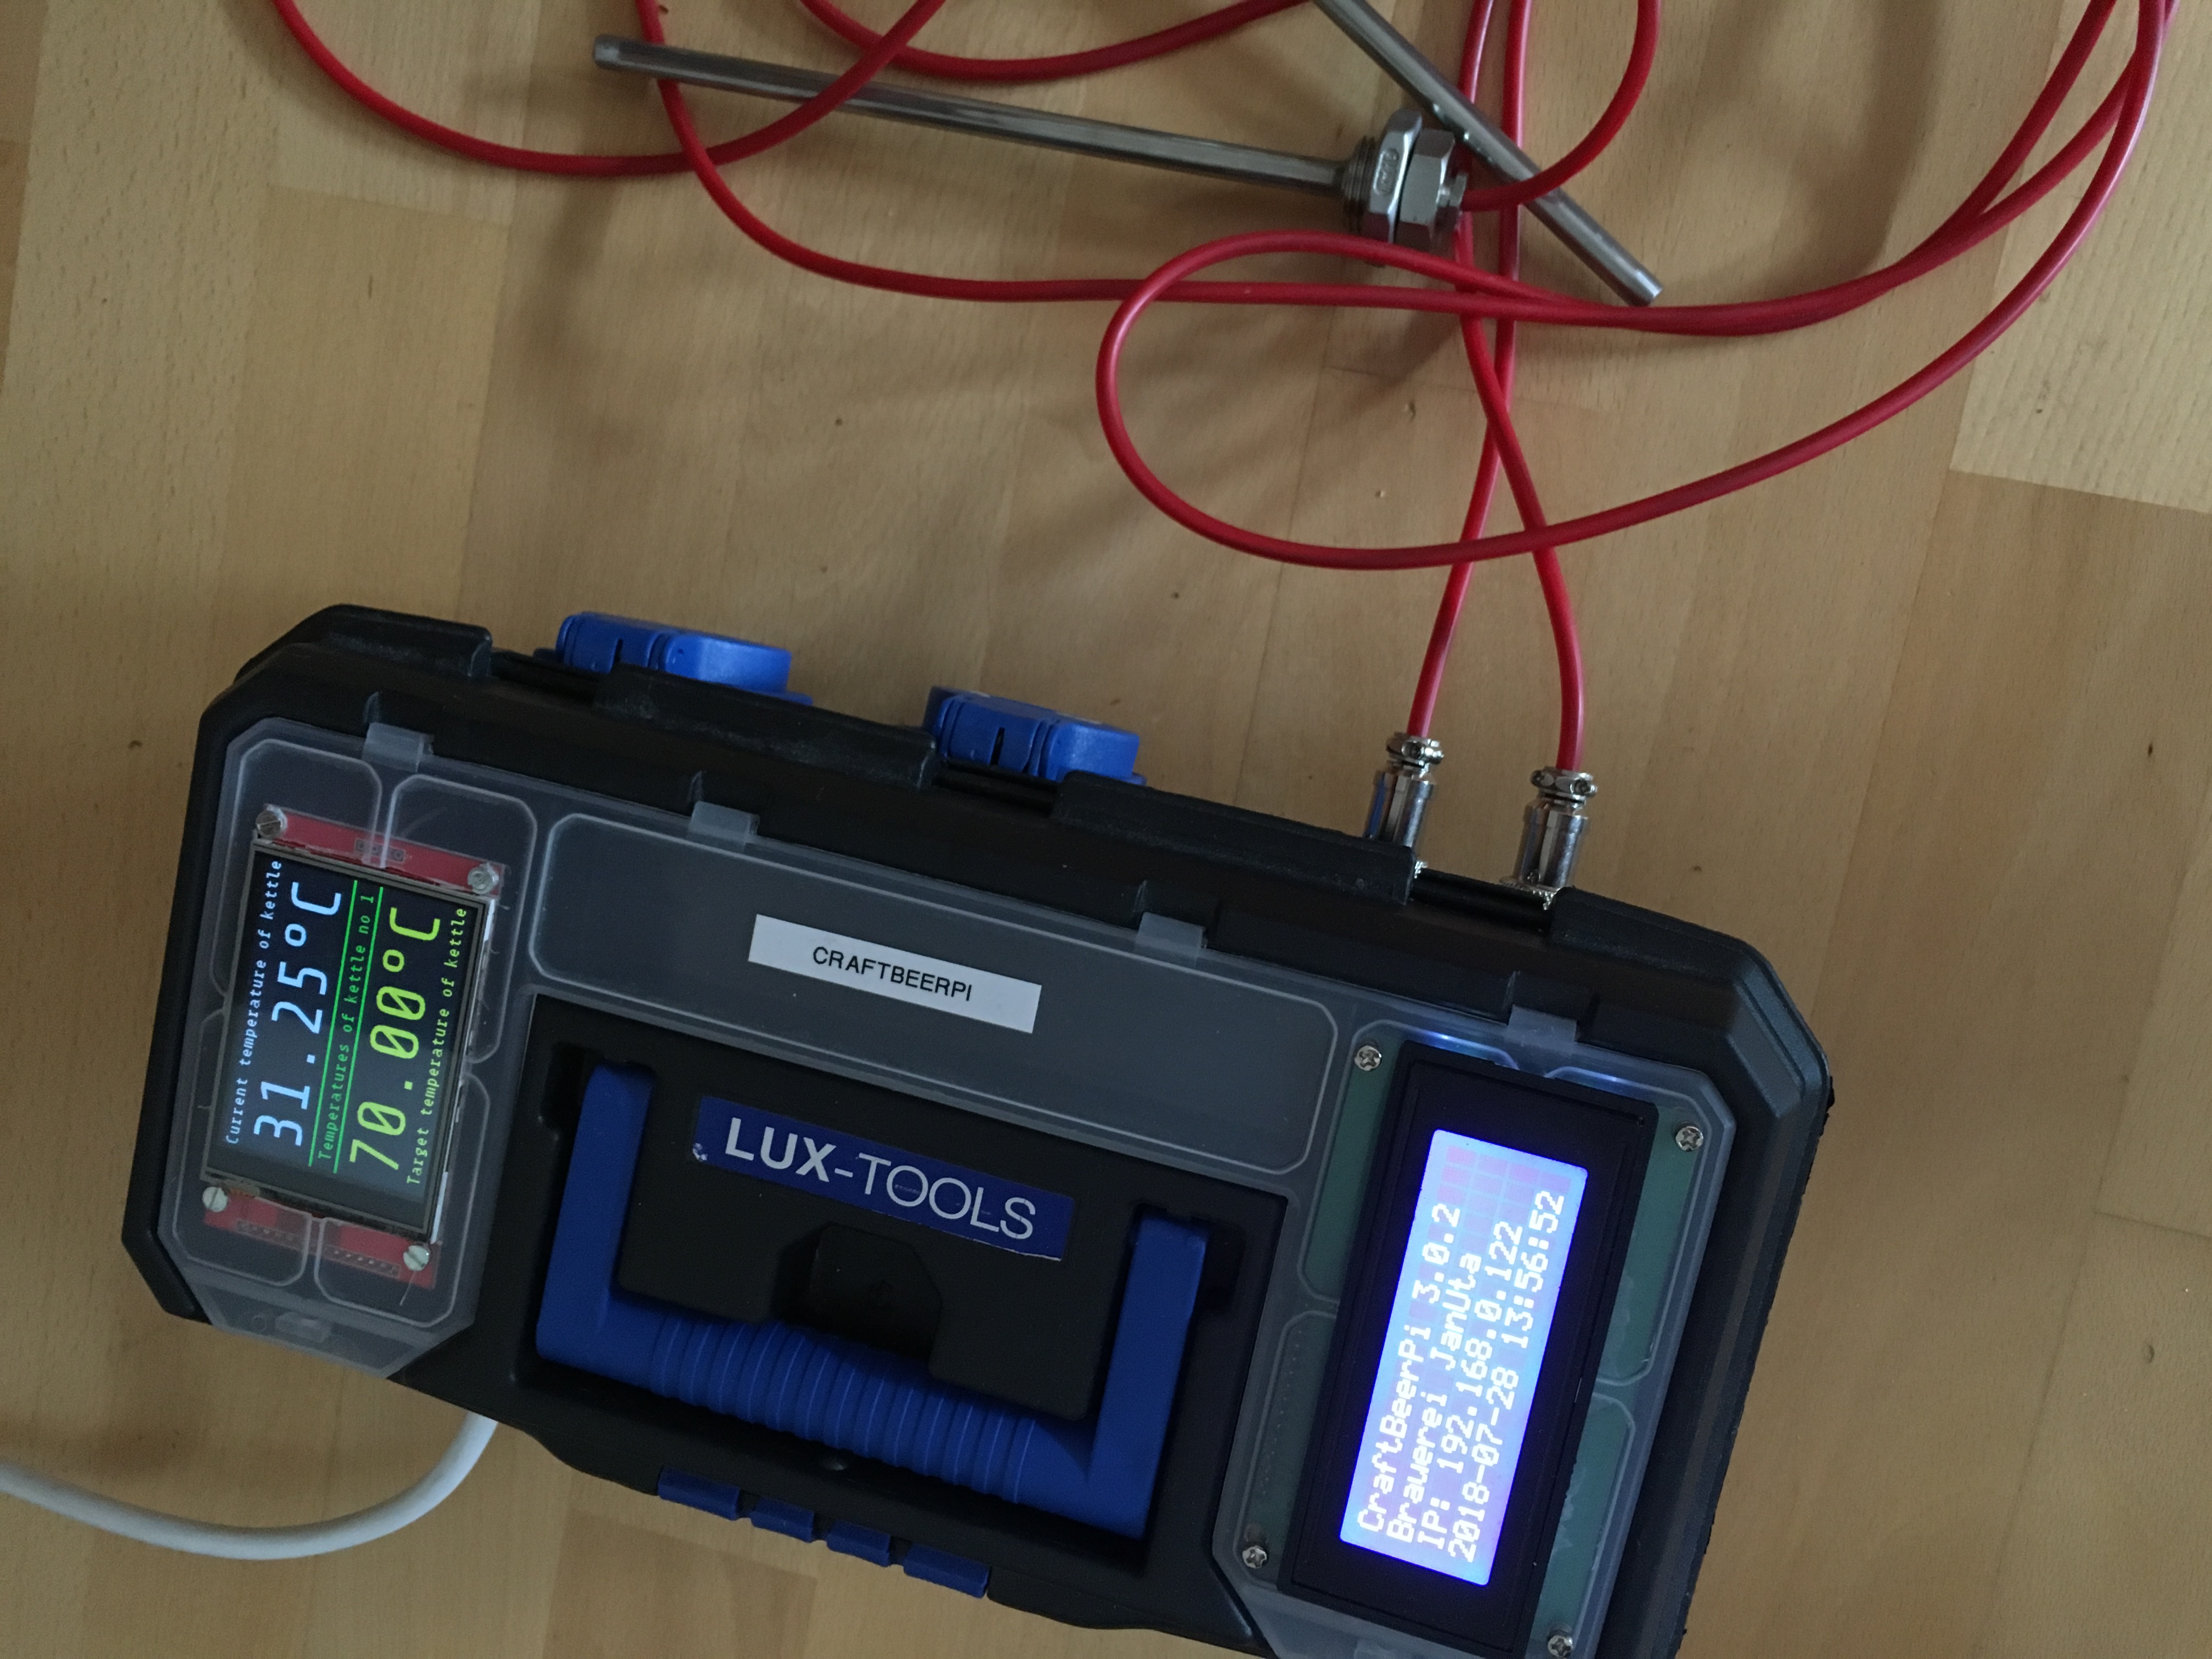 Current temperature of kettle
31.25°C
Temperatures of kettle no 1
70.00°C
Target temperature of kettle
LUX-TOOLS
CRAFTBEERPI
CraftBeerPi 3.0.2
Brauerei JanUta
IP: 192.168.0.122
2018-07-28 13:56:52